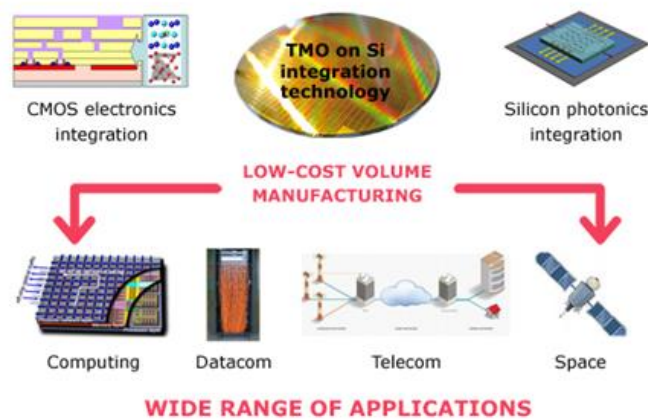 TMO on Si
integration
technology
CMOS electronics
integration
Silicon photonics
integration
LOW-COST VOLUME
MANUFACTURING
Computing
Datacom
Telecom
Space
WIDE RANGE OF APPLICATIONS